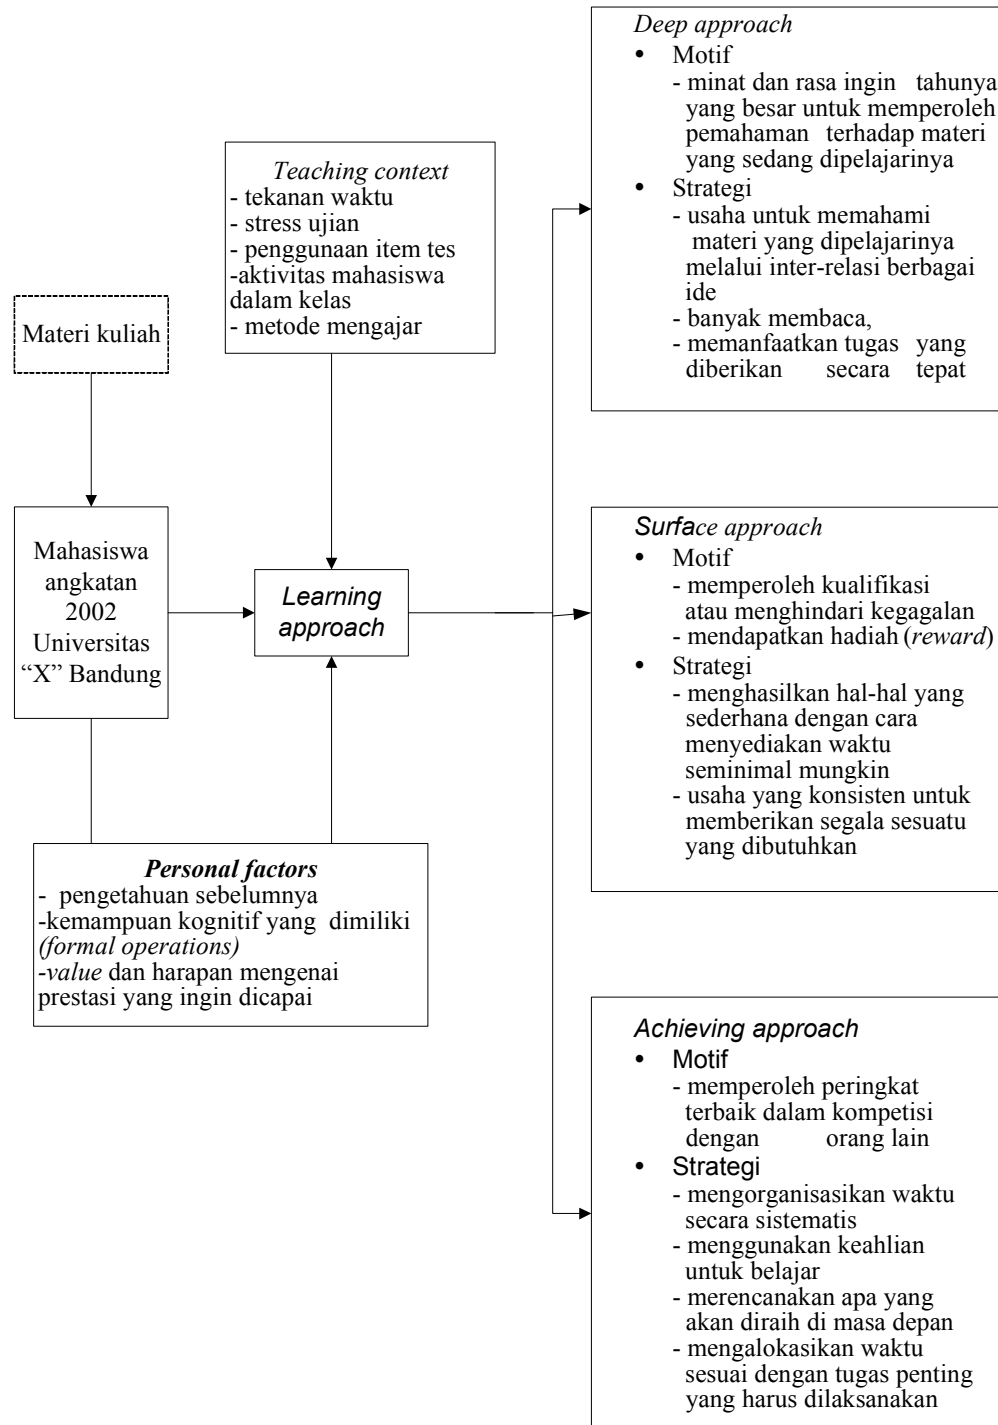 Deep approach
• Motif
- minat dan rasa ingin tahunya
yang besar untuk memperoleh
pemahaman terhadap materi
yang sedang dipelajarinya
• Strategi
- usaha untuk memahami
materi yang dipelajarinya
melalui inter-relasi berbagai
ide
- banyak membaca,
- memanfaatkan tugas yang
diberikan secara tepat
Teaching context
- tekanan waktu
- stress ujian
- penggunaan item tes
-aktivitas mahasiswa
dalam kelas
- metode mengajar
Materi kuliah
Mahasiswa
angkatan
2002
Universitas
“X” Bandung
Learning
approach
Surface approach
• Motif
- memperoleh kualifikasi
atau menghindari kegagalan
- mendapatkan hadiah (reward)
• Strategi
- menghasilkan hal-hal yang
sederhana dengan cara
menyediakan waktu
seminimal mungkin
- usaha yang konsisten untuk
memberikan segala sesuatu
yang dibutuhkan
Personal factors
- pengetahuan sebelumnya
-kemampuan kognitif yang dimiliki
(formal operations)
-value dan harapan mengenai
prestasi yang ingin dicapai
Achieving approach
• Motif
- memperoleh peringkat
terbaik dalam kompetisi
dengan orang lain
• Strategi
- mengorganisasikan waktu
secara sistematis
- menggunakan keahlian
untuk belajar
- merencanakan apa yang
akan diraih di masa depan
- mengalokasikan waktu
sesuai dengan tugas penting
yang harus dilaksanakan